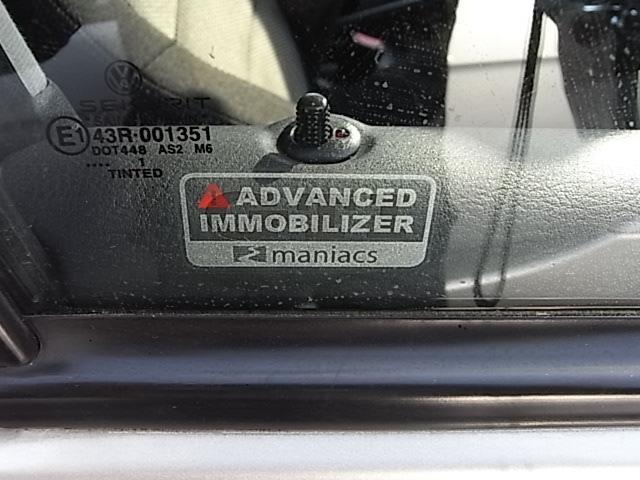 SEKURIT
E1 43R-001351
DOT448 AS2 M6
.... 1
TINTED
ADVANCED
IMMOBILIZER
maniacs